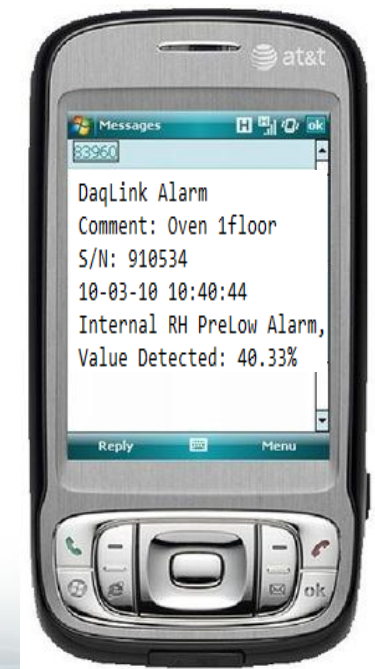 at&t
Messages H H ok
83960
DaqLink Alarm
Comment: Oven 1floor
S/N: 910534
10-03-10 10:40:44
Internal RH PreLow Alarm,
Value Detected: 40.33%
Reply Menu
ok